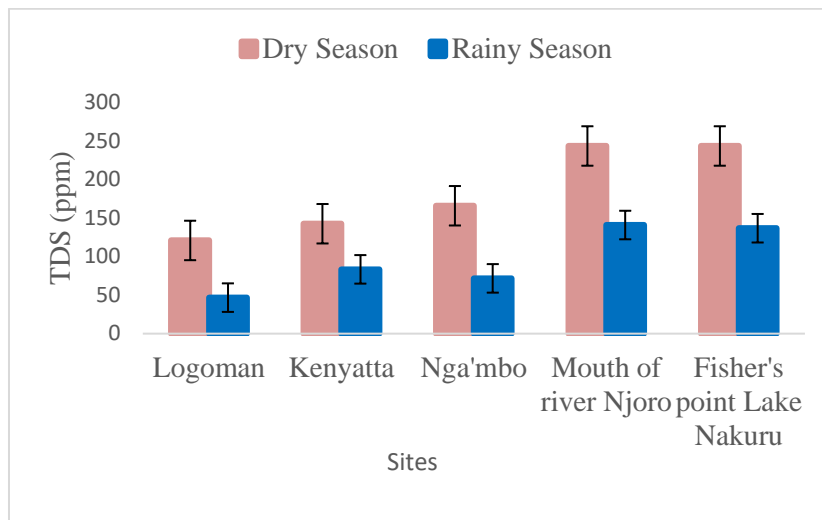 Dry Season Rainy Season
TDS (ppm)
300
250
200
150
100
50
0
Logoman Kenyatta Nga'mbo Mouth of Fisher's
river Njoro point Lake
Nakuru
Sites